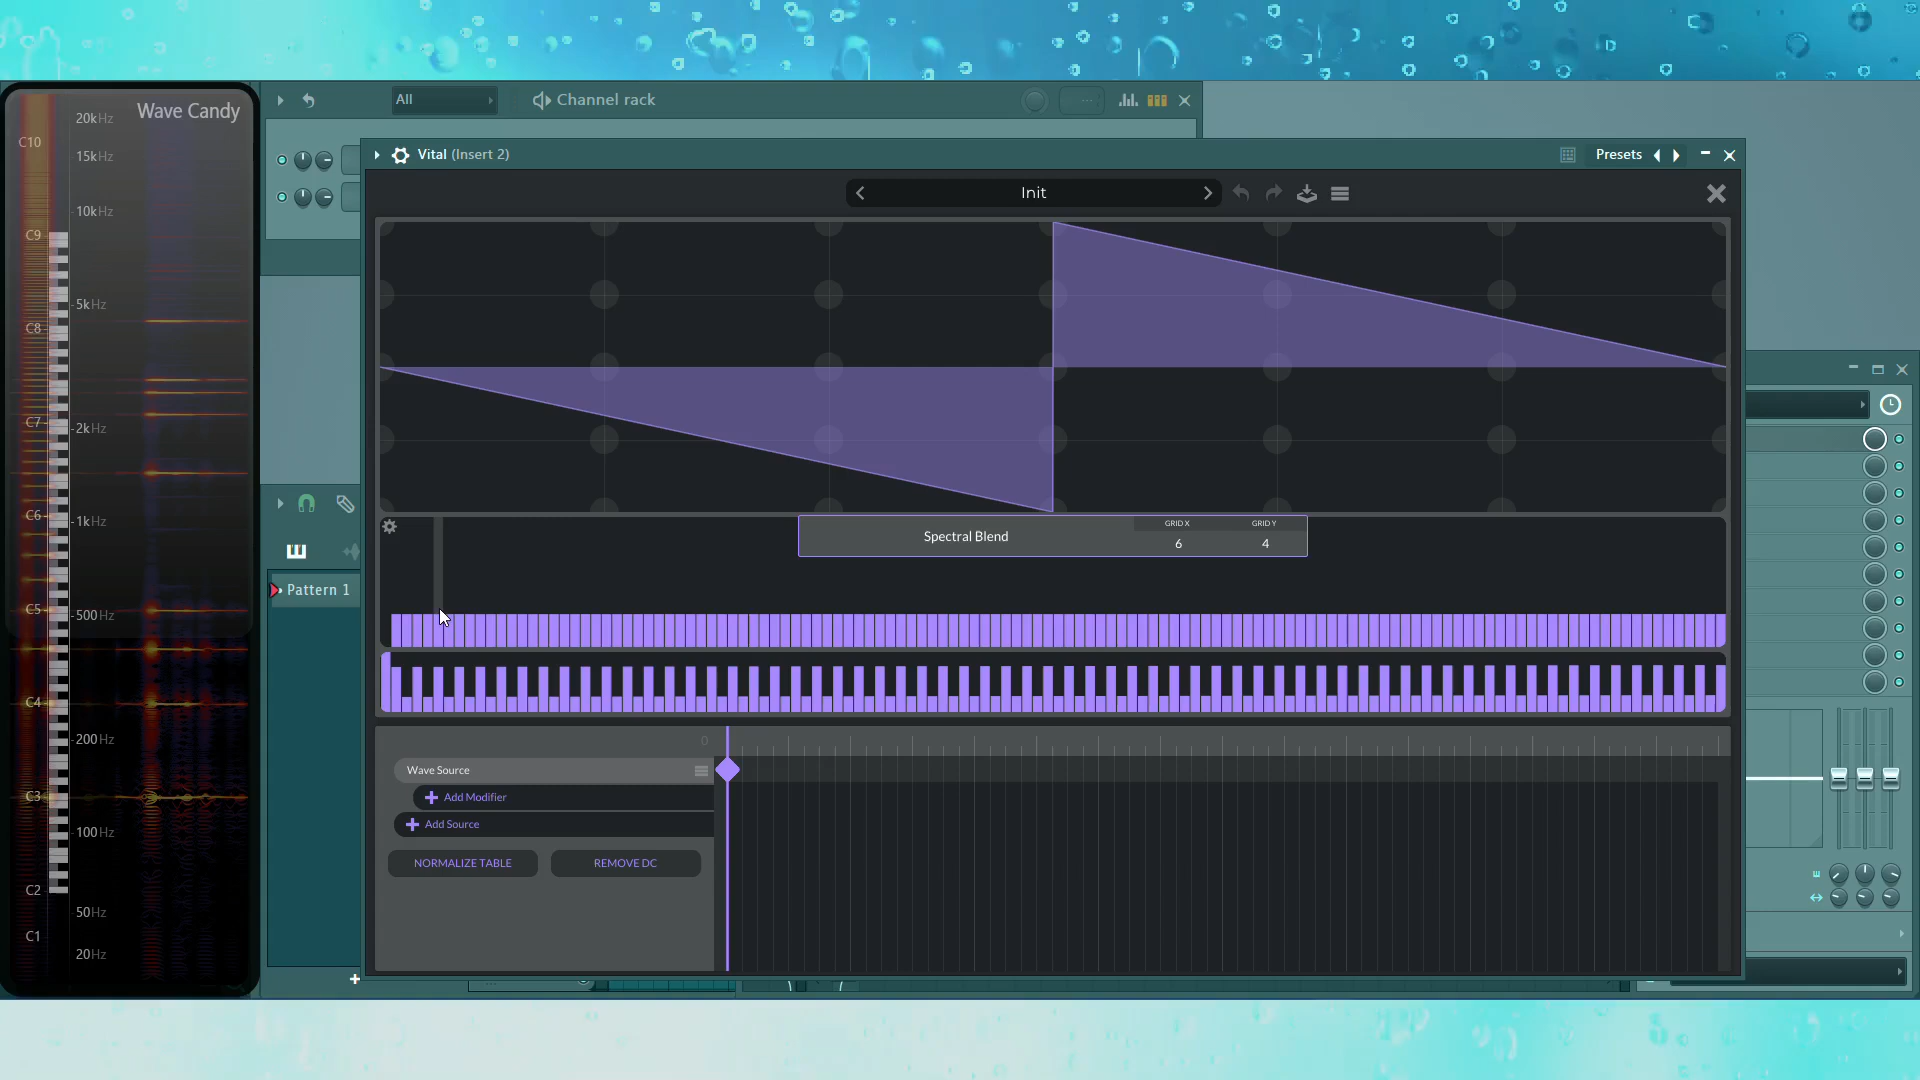 Wave Candy
20kHz
C10
15kHz
10kHz
C9
5kHz
C8
C7
2kHz
C6
1kHz
C5
500Hz
C4
200Hz
C3
100Hz
C2
50Hz
C1
20Hz
All
Channel rack
Vital (Insert 2)
Presets
Init
Pattern 1
Spectral Blend
GRID X
6
GRID Y
4
0
Wave Source
Add Modifier
Add Source
NORMALIZE TABLE
REMOVE DC